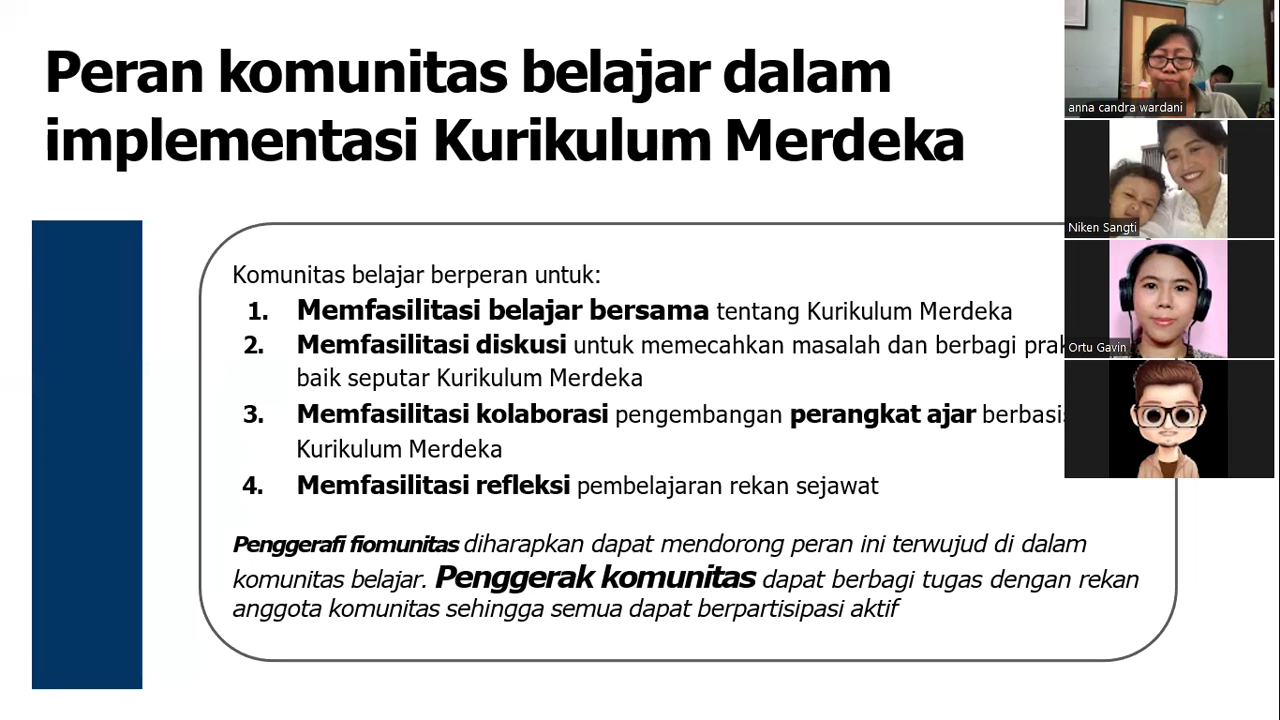 Peran komunitas belajar dalam
implementasi Kurikulum Merdeka
Komunitas belajar berperan untuk:
1. Memfasilitasi belajar bersama tentang Kurikulum Merdeka
2. Memfasilitasi diskusi untuk memecahkan masalah dan berbagi
baik seputar Kurikulum Merdeka
3. Memfasilitasi kolaborasi pengembangan perangkat ajar
Kurikulum Merdeka
4. Memfasilitasi refleksi pembelajaran rekan sejawat
Penggerafi fiomunitas diharapkan dapat mendorong peran ini terwujud di dalam
komunitas belajar. Penggerak komunitas dapat berbagi tugas dengan rekan
anggota komunitas sehingga semua dapat berpartisipasi aktif
anna candra wardani
Niken Sangti
Ortu Gavin